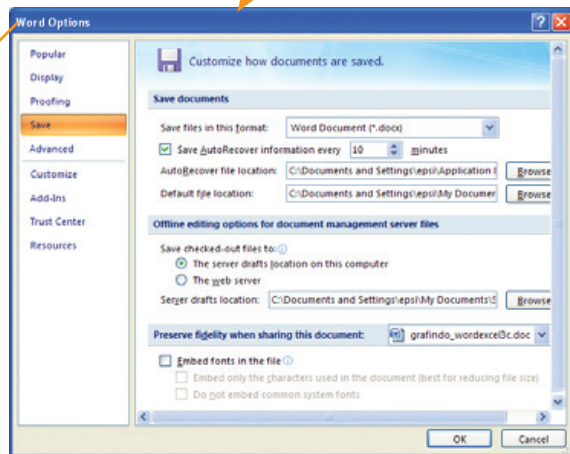 Word Options
Popular
Display
Proofing
Save
Advanced
Customize
Add-Ins
Trust Center
Resources
Customize how documents are saved.
Save documents
Save files in this format: Word Document (*.docx)
Save AutoRecover information every 10 minutes
AutoRecover file location: C:\Documents and Settings\epsi\Application I Browse
Default file location: C:\Documents and Settings\epsi\My Documer Browse
Offline editing options for document management server files
Save checked-out files to:
The server drafts location on this computer
The web server
Server drafts location: C:\Documents and Settings\epsi\My Documents\S Browse
Preserve fidelity when sharing this document: grafindo_wordexcel3c.doc
Embed fonts in the file
Embed only the characters used in the document (best for reducing file size)
Do not embed common system fonts
OK Cancel